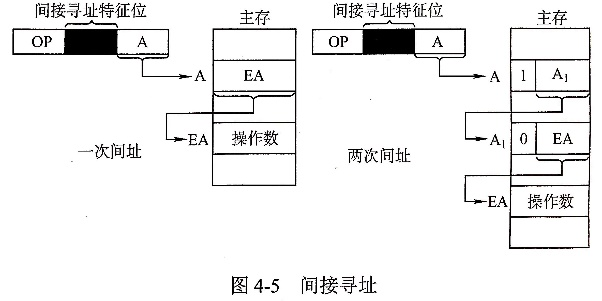 间接寻址特征位
主存
OP
A
A
EA
EA
操作数
一次间址
间接寻址特征位
主存
OP
A
A
1
A₁
A₁
0
EA
EA
操作数
两次间址
图 4-5 间接寻址